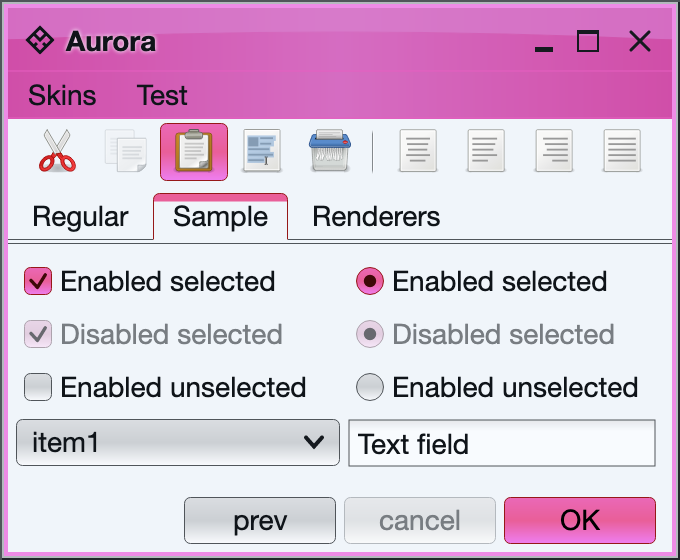 Aurora
Skins Test
Regular Sample Renderers
Enabled selected Enabled selected
Disabled selected Disabled selected
Enabled unselected Enabled unselected
item1 Text field
prev cancel OK